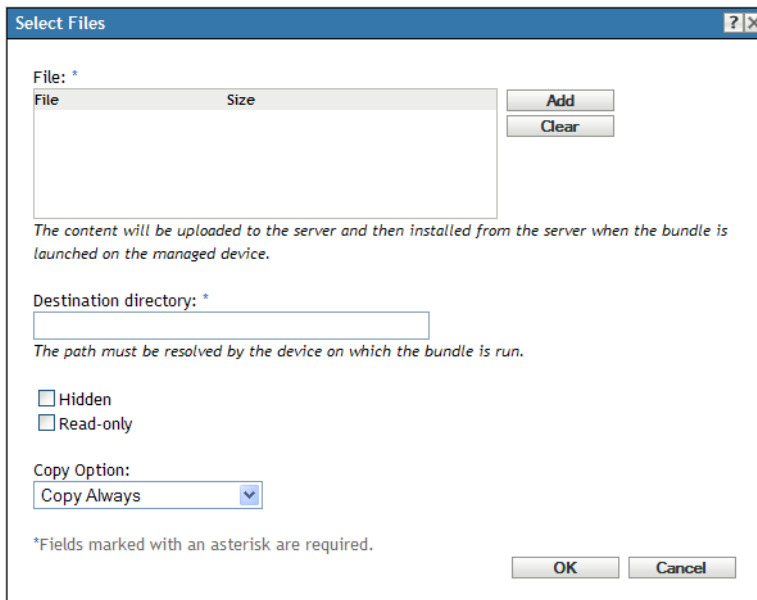 Select Files
?
File: *
File Size
Add
Clear
The content will be uploaded to the server and then installed from the server when the bundle is
launched on the managed device.
Destination directory: *
The path must be resolved by the device on which the bundle is run.
Hidden
Read-only
Copy Option:
Copy Always
*Fields marked with an asterisk are required.
OK Cancel